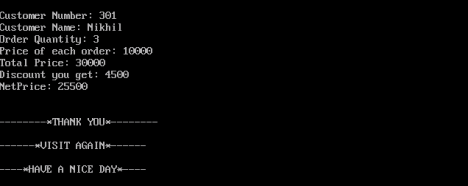 Customer Number: 301
Customer Name: Nikhil
Order Quantity: 3
Price of each order: 10000
Total Price: 30000
Discount you get: 4500
NetPrice: 25500
--------*THANK YOU*--------
------*VISIT AGAIN*------
----*HAVE A NICE DAY*----